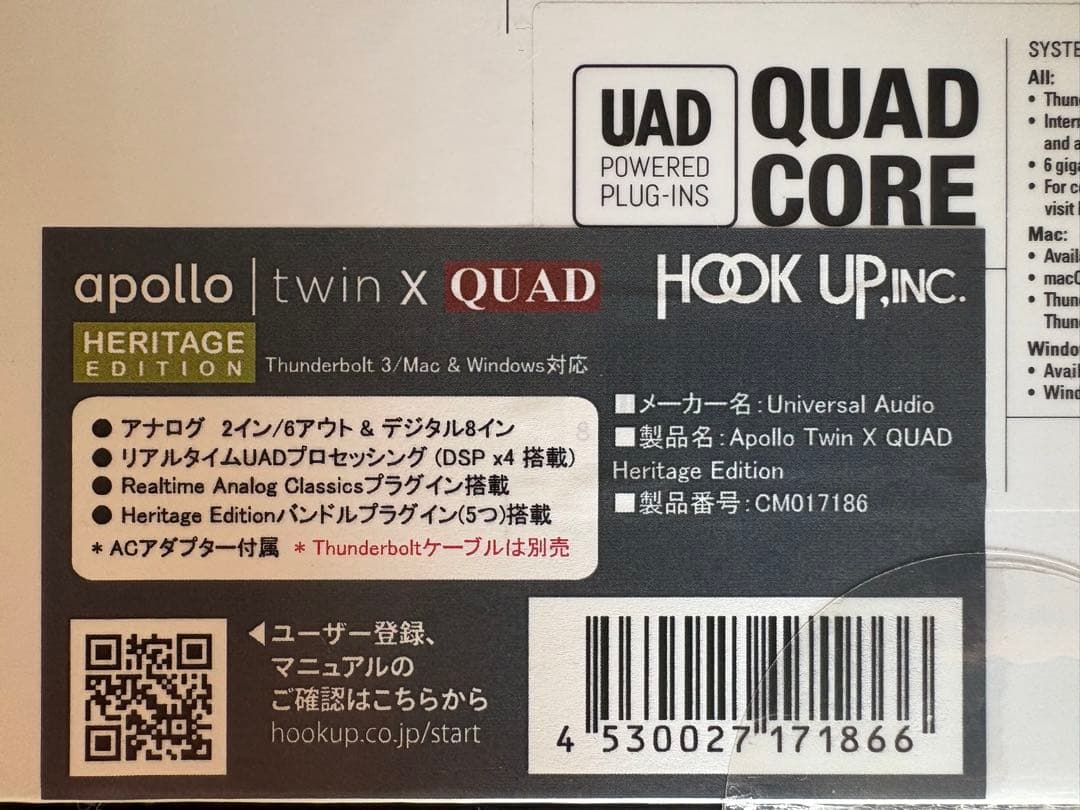 UAD
POWERED
PLUG-INS
QUAD
CORE
All:
•
•
and
• 6
• For
visit
Mac:
•
•
•
•
•
apollo | twin X QUAD
HERITAGE
EDITION
Thunderbolt 3/Mac & Windows対応
HOOK UP,INC.
● アナログ 2イン/6アウト & デジタル8イン
● リアルタイムUADプロセッシング (DSP x4 搭載)
● Realtime Analog Classicsプラグイン搭載
● Heritage Editionバンドルプラグイン(5つ)搭載
* ACアダプター付属 * Thunderboltケーブルは別売
■メーカー名:Universal Audio
■製品名:Apollo Twin X QUAD
Heritage Edition
■製品番号:CM017186
◀ユーザー登録、
マニュアルの
ご確認はこちらから
hookup.co.jp/start
4 530027 171866